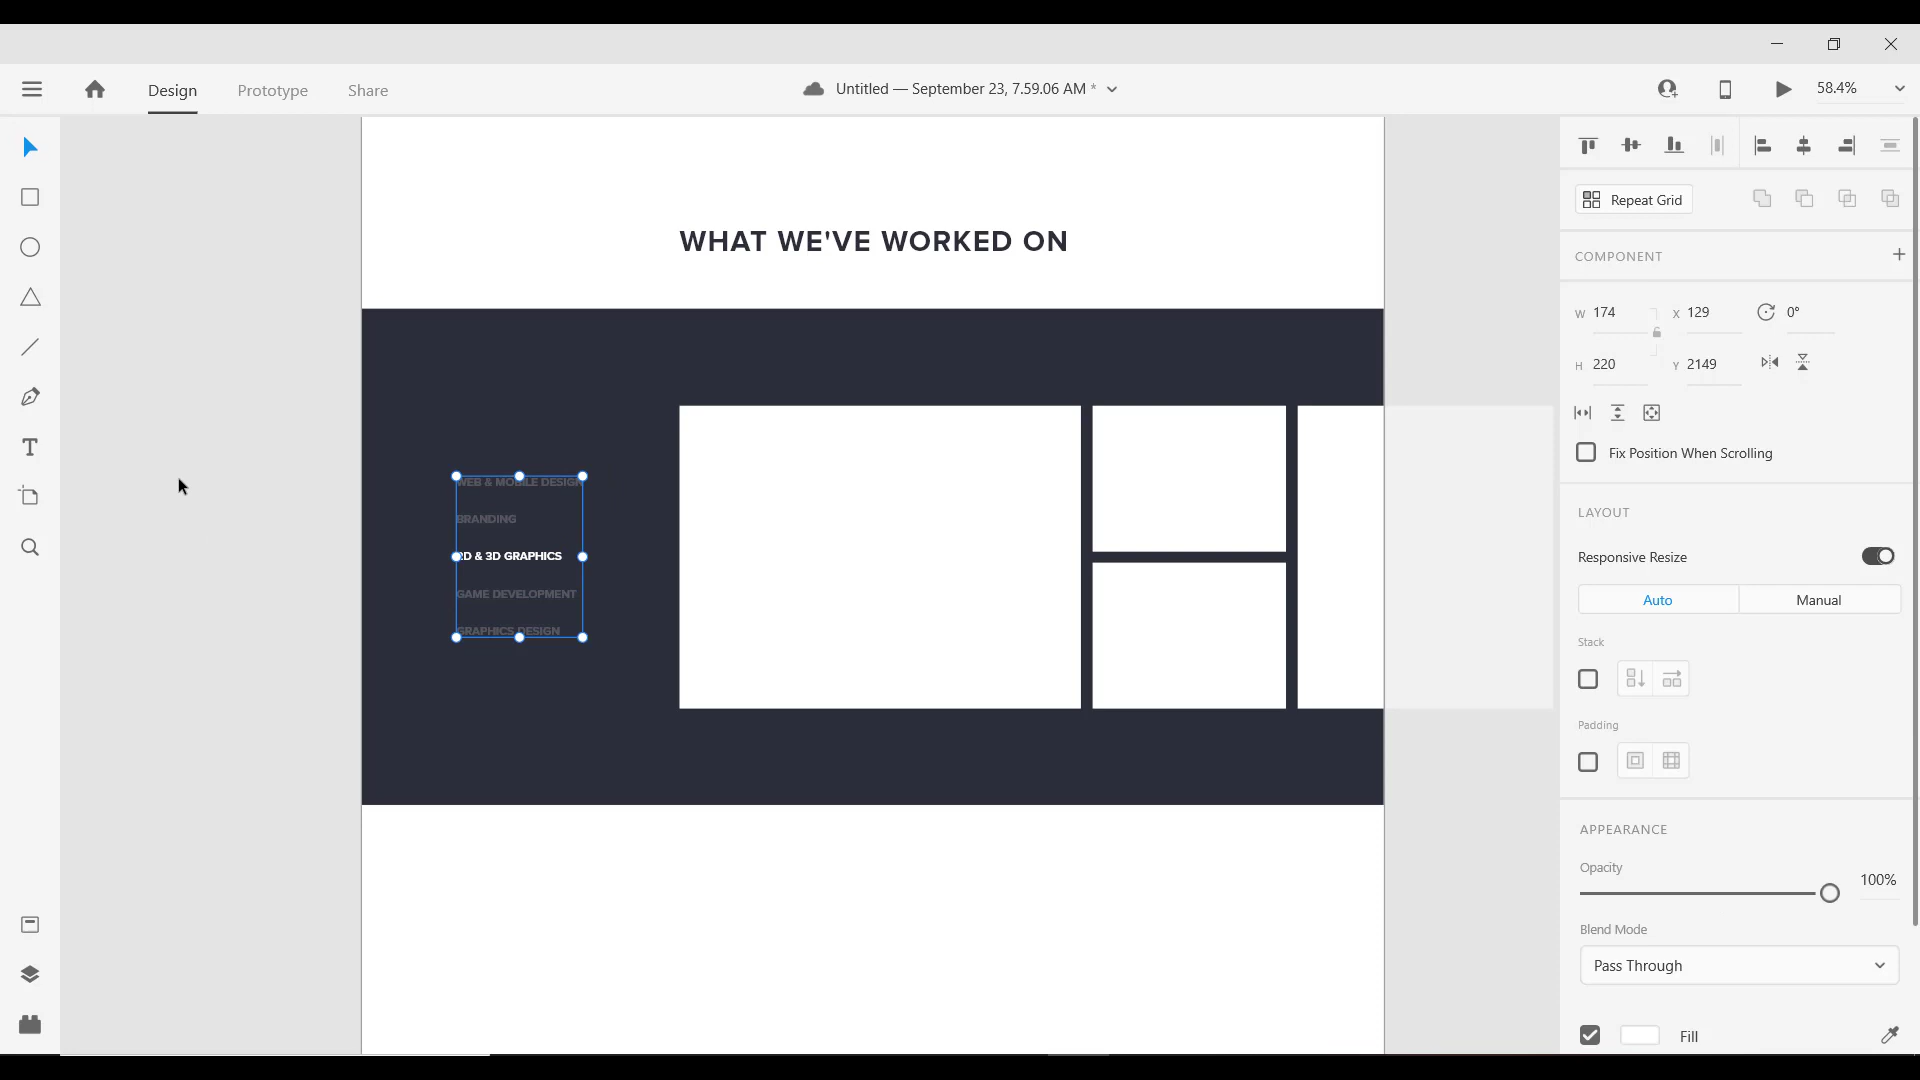 Design
Prototype
Share
Untitled — September 23, 7.59.06 AM *
58.4%
WHAT WE'VE WORKED ON
WEB & MOBILE DESIGN
BRANDING
2D & 3D GRAPHICS
GAME DEVELOPMENT
GRAPHICS DESIGN
Repeat Grid
COMPONENT
W 174
X 129
0°
H 220
Y 2149
Fix Position When Scrolling
LAYOUT
Responsive Resize
Auto
Manual
Stack
Padding
APPEARANCE
Opacity
100%
Blend Mode
Pass Through
Fill